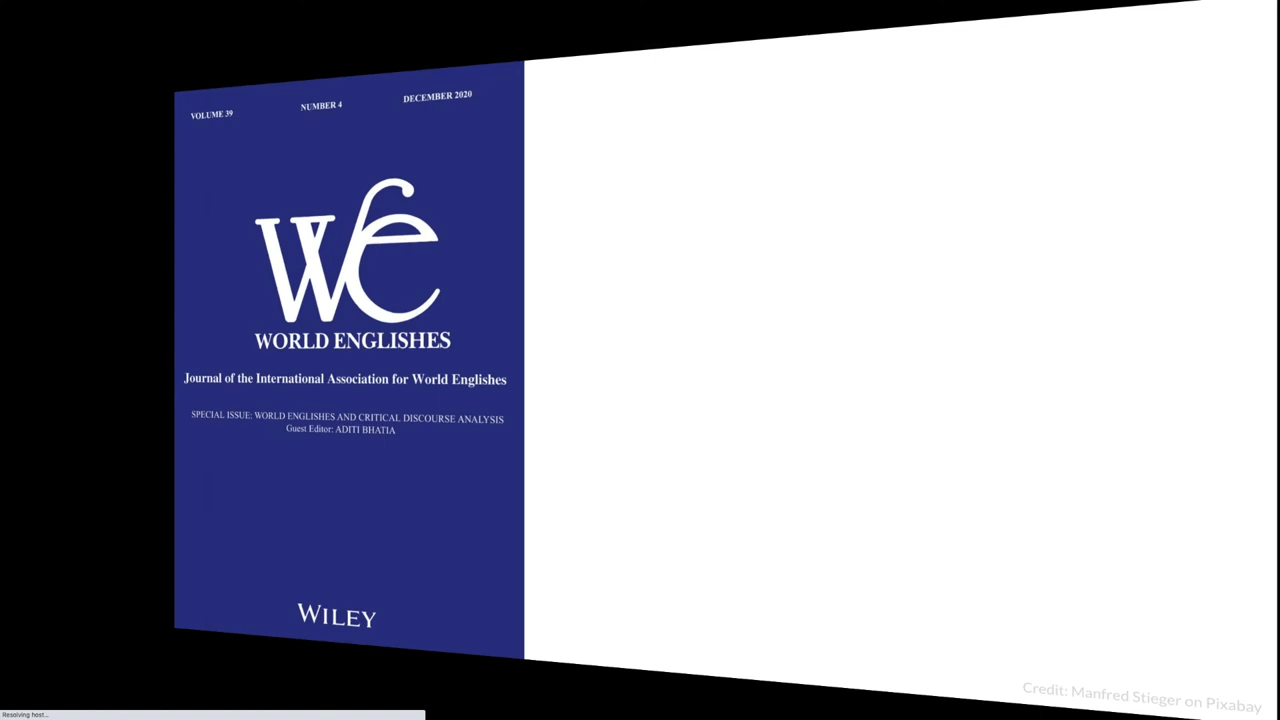 VOLUME 39 NUMBER 4 DECEMBER 2020
we
WORLD ENGLISHES
Journal of the International Association for World Englishes
SPECIAL ISSUE: WORLD ENGLISHES AND CRITICAL DISCOURSE ANALYSIS
Guest Editor: ADITI BHATIA
WILEY
Credit: Manfred Stieger on Pixabay
Resolving host...